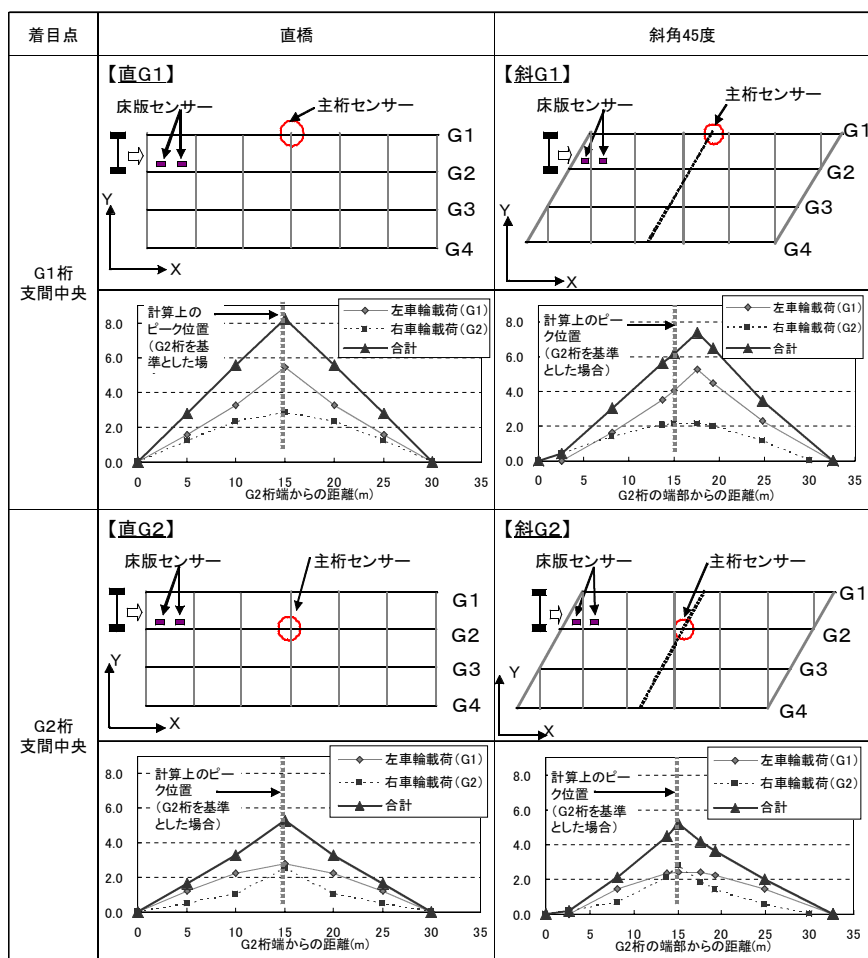 着目点
直橋
斜角45度
G1桁
支間中央
【直G1】
床版センサー
主桁センサー
G1
G2
G3
G4
Y
X
【斜G1】
床版センサー
主桁センサー
G1
G2
G3
G4
Y
X
計算上の
ピーク位置
(G2桁を基
準とした場
左車輪載荷(G1)
右車輪載荷(G2)
合計
8.0
6.0
4.0
2.0
0.0
0 5 10 15 20 25 30 35
G2桁端からの距離(m)
計算上のピー
ク位置
(G2桁を基準
とした場合)
左車輪載荷(G1)
右車輪載荷(G2)
合計
8.0
6.0
4.0
2.0
0.0
0 5 10 15 20 25 30 35
G2桁の端部からの距離(m)
G2桁
支間中央
【直G2】
床版センサー
主桁センサー
G1
G2
G3
G4
Y
X
【斜G2】
床版センサー
主桁センサー
G1
G2
G3
G4
Y
X
計算上のピー
ク位置
(G2桁を基準
とした場合)
左車輪載荷(G1)
右車輪載荷(G2)
合計
8.0
6.0
4.0
2.0
0.0
0 5 10 15 20 25 30 35
G2桁端からの距離(m)
計算上のピー
ク位置
(G2桁を基準
とした場合)
左車輪載荷(G1)
右車輪載荷(G2)
合計
8.0
6.0
4.0
2.0
0.0
0 5 10 15 20 25 30 35
G2桁の端部からの距離(m)